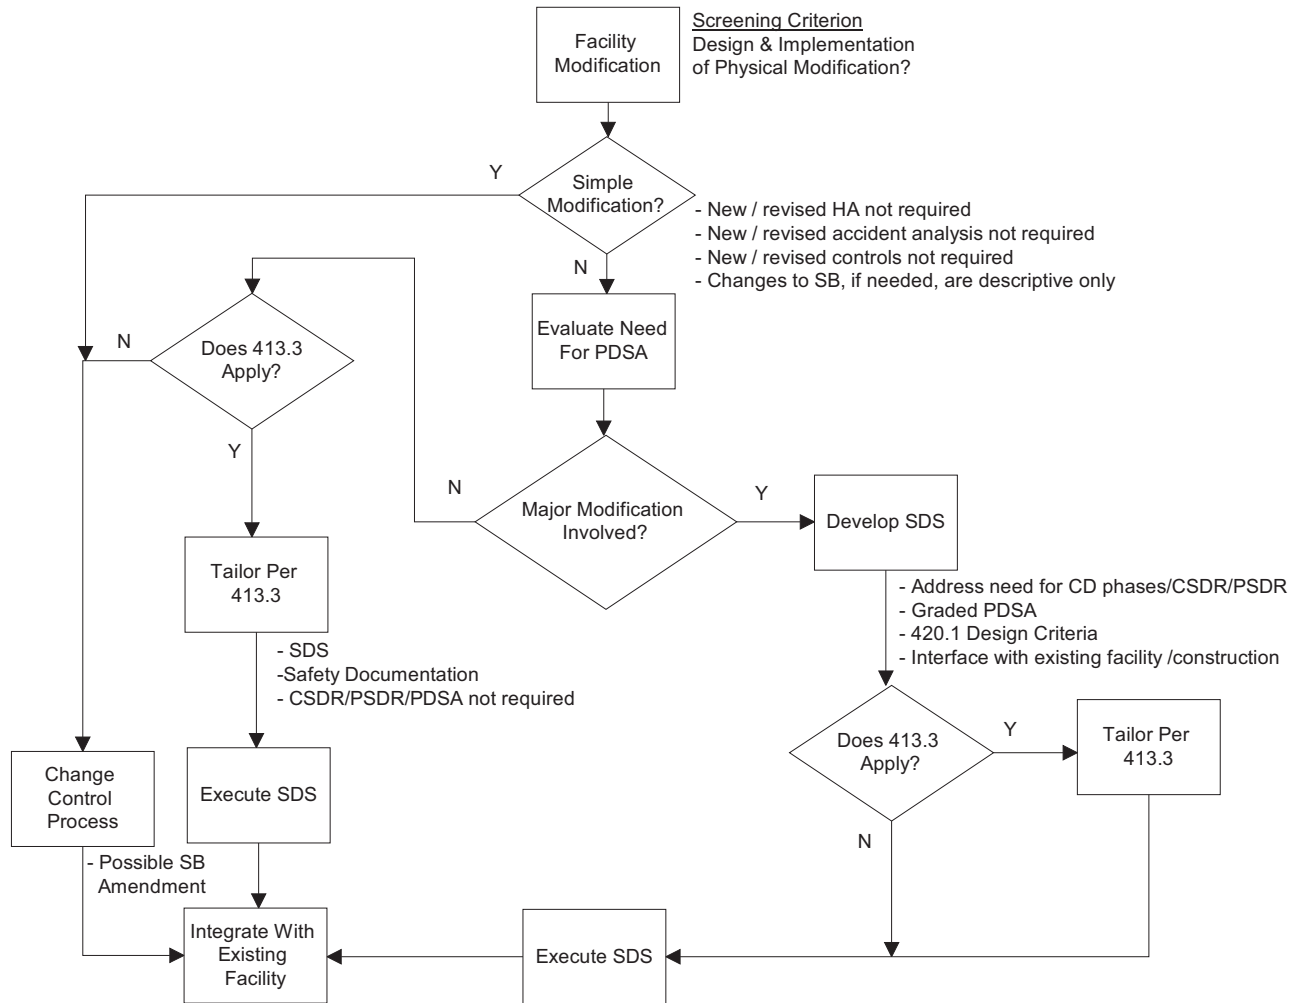 Facility
Modification
Screening Criterion
Design & Implementation
of Physical Modification?
Y
Simple
Modification?
- New / revised HA not required
- New / revised accident analysis not required
- New / revised controls not required
- Changes to SB, if needed, are descriptive only
N
Evaluate Need
For PDSA
N
Does 413.3
Apply?
Y
N
Major Modification
Involved?
Y
Develop SDS
- Address need for CD phases/CSDR/PSDR
- Graded PDSA
- 420.1 Design Criteria
- Interface with existing facility /construction
Tailor Per
413.3
- SDS
-Safety Documentation
- CSDR/PSDR/PDSA not required
Does 413.3
Apply?
Y
Tailor Per
413.3
N
Change
Control
Process
- Possible SB
Amendment
Execute SDS
Integrate With
Existing
Facility
Execute SDS